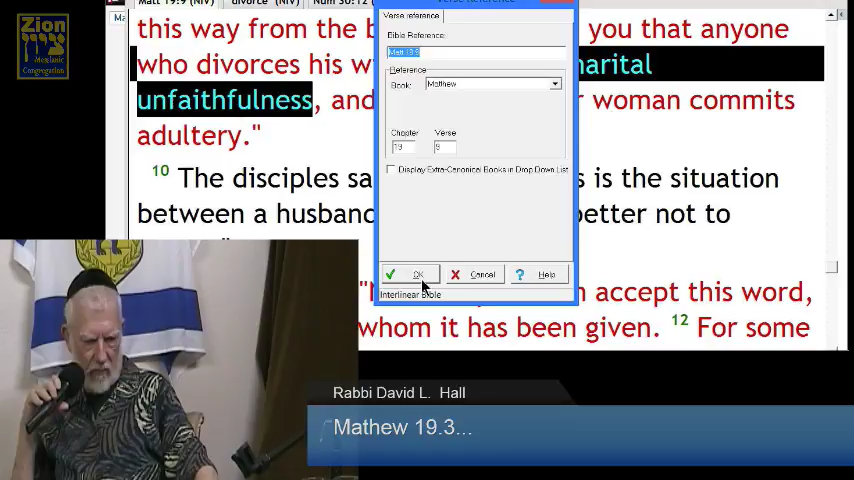 Zion
MESSIANIC
CONGREGATION
Matt 19:9 (NIV)
divorce (NIV)
Num 30:12
Verse Reference
Verse reference
Bible Reference:
Matt 19:9
Reference
Book: Matthew
Chapter
Verse
19
9
Display Extra-Canonical Books in Drop Down List
OK
Cancel
Help
Interlinear Bible
this way from the b you that anyone
who divorces his w marital
unfaithfulness, and r woman commits
adultery."
10 The disciples sa s is the situation
between a husband better not to
accept this word,
whom it has been given. 12 For some
Rabbi David L. Hall
Mathew 19.3...